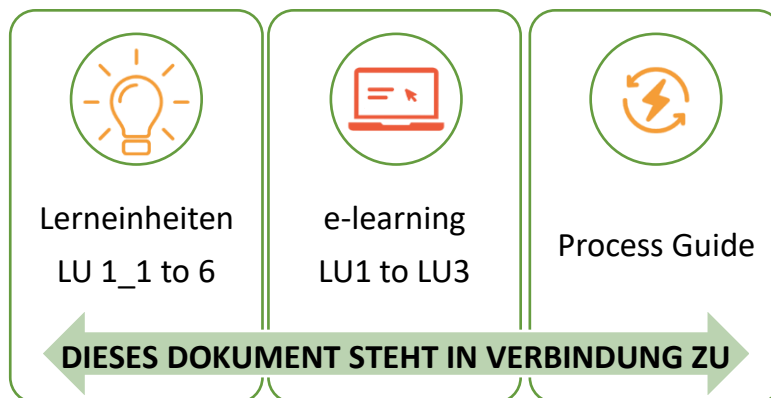 Lerneinheiten
LU 1_1 to 6
e-learning
LU1 to LU3
Process Guide
DIESES DOKUMENT STEHT IN VERBINDUNG ZU